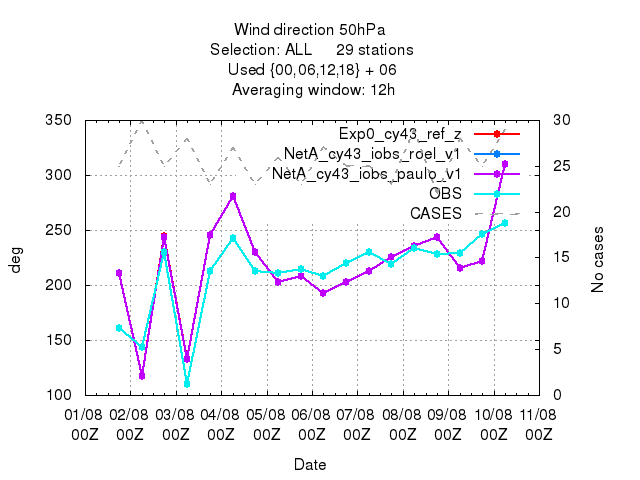 Wind direction 50hPa
Selection: ALL 29 stations
Used {00,06,12,18} + 06
Averaging window: 12h
Exp0_cy43_ref_z
NetA_cy43_iobs_roel_v1
NetA_cy43_iobs_paulo_v1
OBS
CASES
350
300
250
200
150
100
deg
30
25
20
15
10
5
0
No cases
01/08 02/08 03/08 04/08 05/08 06/08 07/08 08/08 09/08 10/08 11/08
00Z 00Z 00Z 00Z 00Z 00Z 00Z 00Z 00Z 00Z 00Z
Date